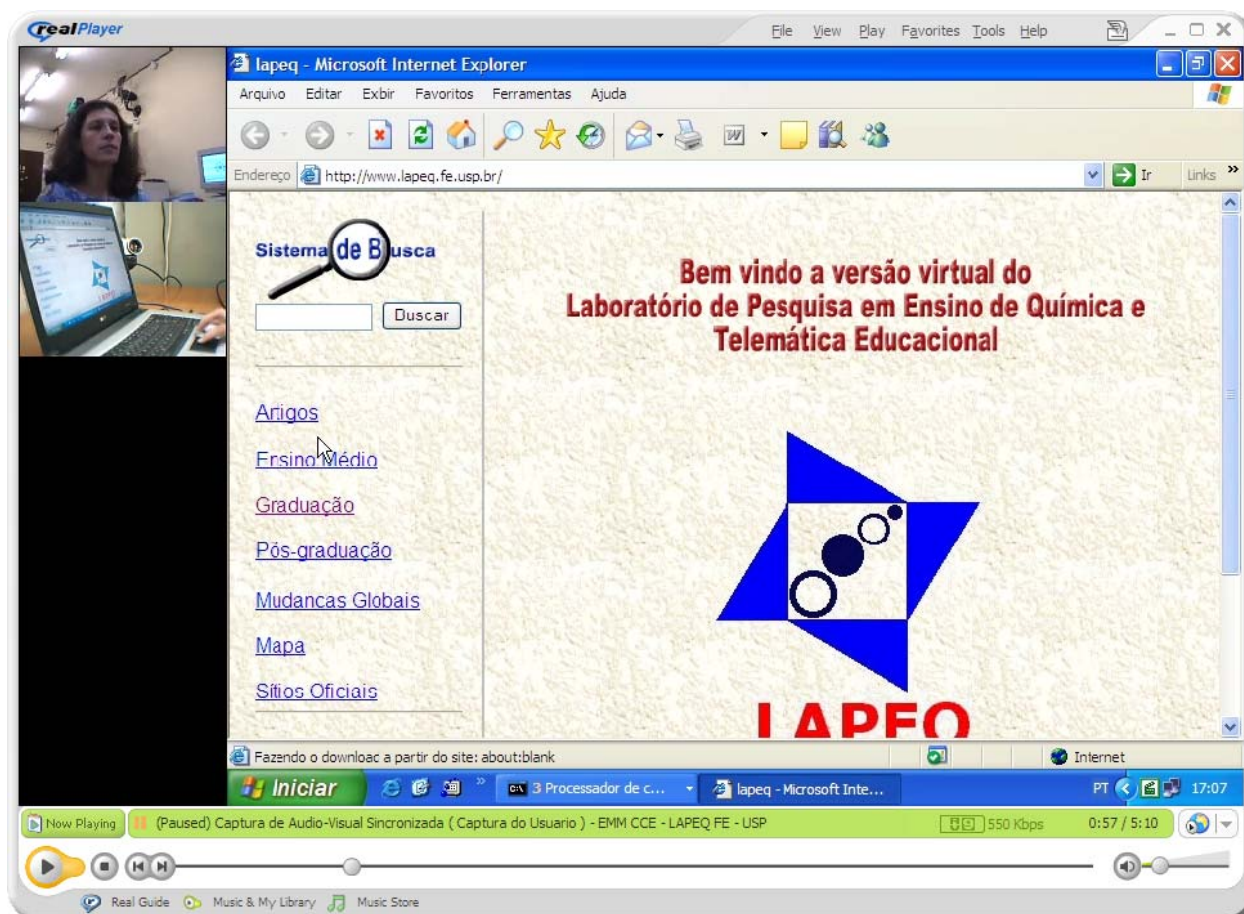 realPlayer
File View Play Favorites Tools Help
lapeq - Microsoft Internet Explorer
Arquivo Editar Exbir Favoritos Ferramentas Ajuda
Endereço http://www.lapeq.fe.usp.br/ Ir Links »
Sistema de Busca
Buscar
Bem vindo a versão virtual do
Laboratório de Pesquisa em Ensino de Química e
Telemática Educacional
Artigos
Ensino Médio
Graduação
Pós-graduação
Mudancas Globais
Mapa
Sítios Oficiais
LAPEQ
Fazendo o downloac a partir do site: about:blank Internet
Iniciar » 3 Processador de c... lapeq - Microsoft Inte... PT 17:07
Now Playing (Paused) Captura de Audio-Visual Sincronizada ( Captura do Usuario ) - EMM CCE - LAPEQ FE - USP 550 Kbps 0:57 / 5:10
Real Guide Music & My Library Music Store